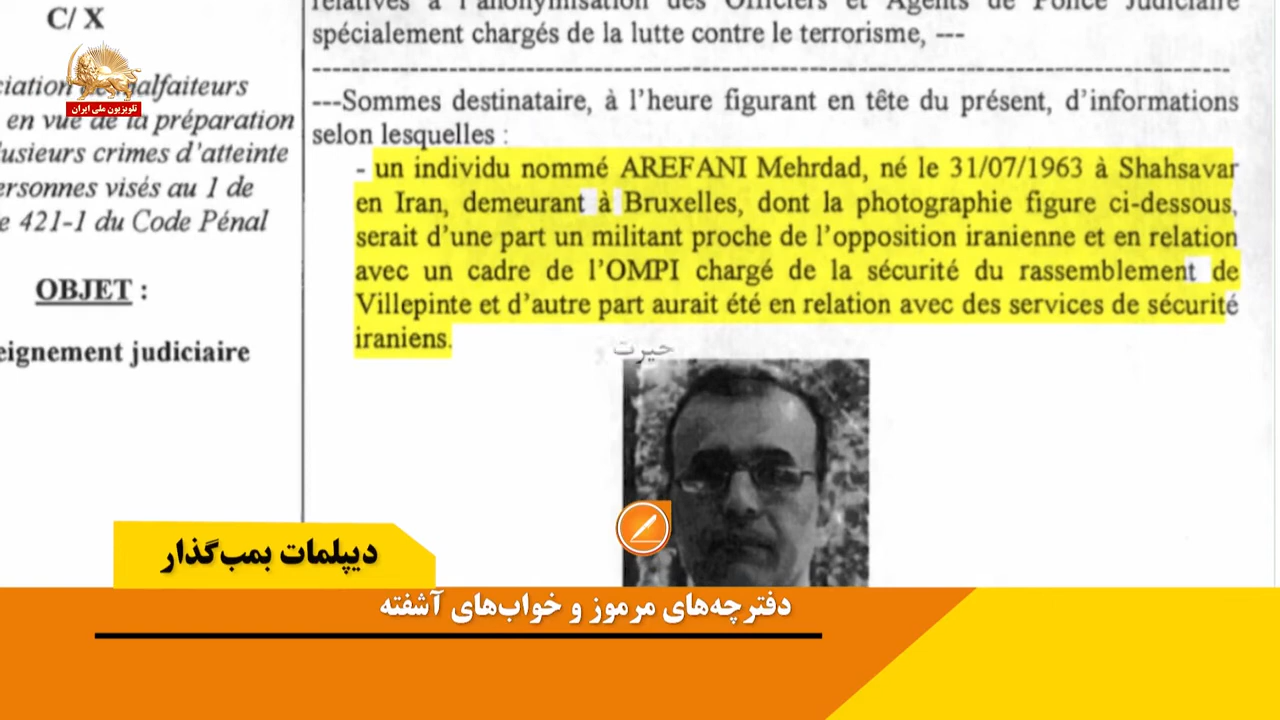 C/ X
ciation de malfaiteurs
en vue de la préparation
lusieurs crimes d'atteinte
ersonnes visés au 1 de
e 421-1 du Code Pénal
OBJET :
eignement judiciaire
تلویزیون ملی ایران
relatives à l'anonymisation des Officiers et Agents de Police Judiciaire
spécialement chargés de la lutte contre le terrorisme, ---
---Sommes destinataire, à l'heure figurant en tête du présent, d'informations
selon lesquelles :
- un individu nommé AREFANI Mehrdad, né le 31/07/1963 à Shahsavar
en Iran, demeurant à Bruxelles, dont la photographie figure ci-dessous,
serait d'une part un militant proche de l'opposition iranienne et en relation
avec un cadre de l'OMPI chargé de la sécurité du rassemblement de
Villepinte et d'autre part aurait été en relation avec des services de sécurité
iraniens.
حیرت
دیپلمات بمب‌گذار
دفترچه‌های مرموز و خواب‌های آشفته